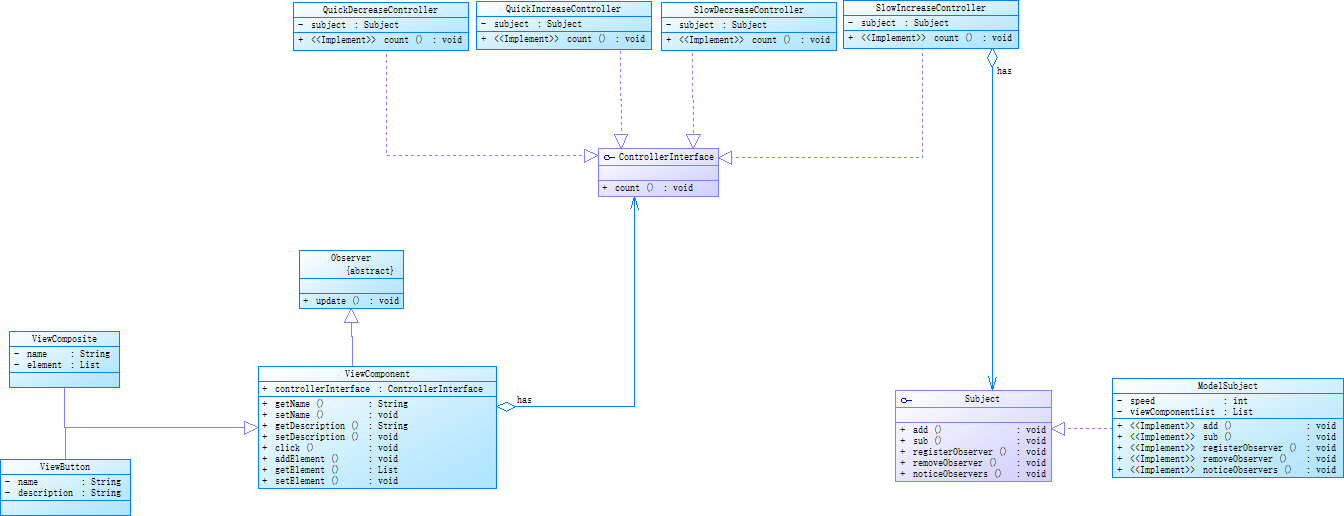 QuickDecreaseController
- subject : Subject
+ <<Implement>> count () : void
QuickIncreaseController
- subject : Subject
+ <<Implement>> count () : void
SlowDecreaseController
- subject : Subject
+ <<Implement>> count () : void
SlowIncreaseController
- subject : Subject
+ <<Implement>> count () : void
has
ControllerInterface
+ count () : void
Observer
{abstract}
+ update () : void
ViewComposite
- name : String
- element : List
ViewComponent
+ controllerInterface : ControllerInterface
+ getName () : String
+ setName () : void
+ getDescription () : String
+ setDescription () : void
+ click () : void
+ addElement () : void
+ getElement () : List
+ setElement () : void
has
ViewButton
- name : String
- description : String
Subject
+ add () : void
+ sub () : void
+ registerObserver () : void
+ removeObserver () : void
+ noticeObservers () : void
ModelSubject
- speed : int
- viewComponentList : List
+ <<Implement>> add () : void
+ <<Implement>> sub () : void
+ <<Implement>> registerObserver () : void
+ <<Implement>> removeObserver () : void
+ <<Implement>> noticeObservers () : void